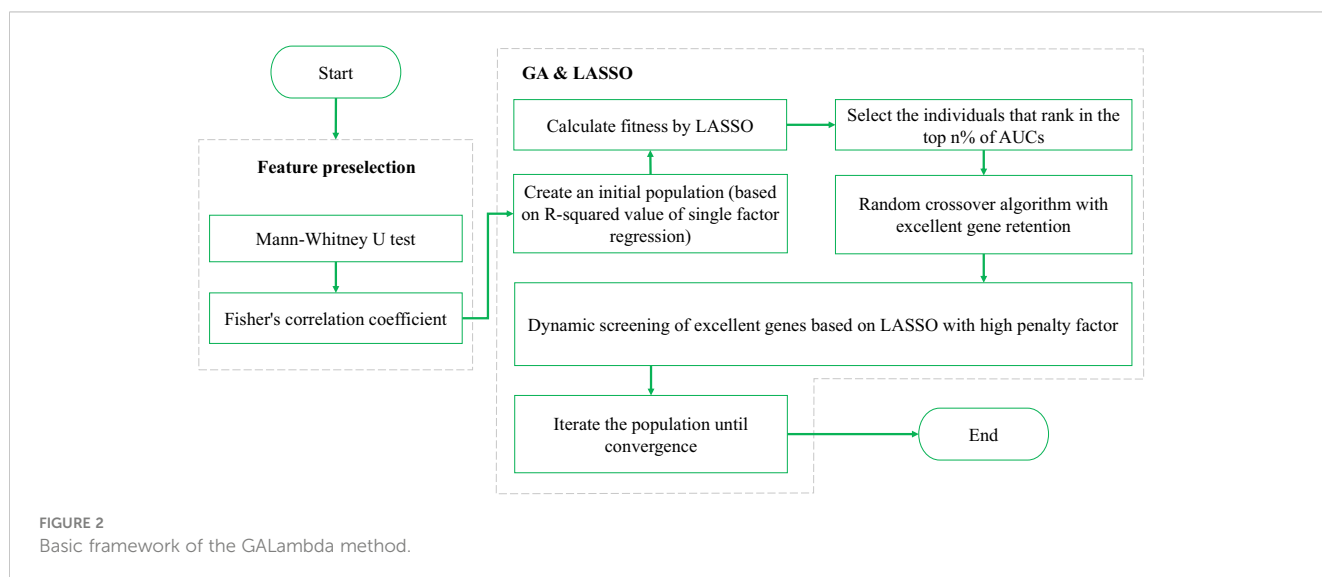 Start
Feature preselection
Mann-Whitney U test
Fisher's correlation coefficient
GA & LASSO
Create an initial population (based
on R-squared value of single factor
regression)
Calculate fitness by LASSO
Select the individuals that rank in the
top n% of AUCs
Random crossover algorithm with
excellent gene retention
Dynamic screening of excellent genes based on LASSO with high penalty factor
Iterate the population until
convergence
End
FIGURE 2
Basic framework of the GALambda method.